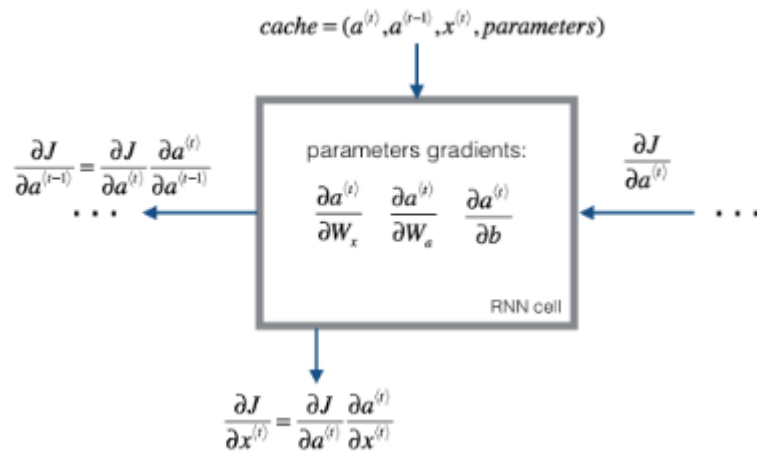 cache = (a^{⟨t⟩}, a^{⟨t-1⟩}, x^{⟨t⟩}, parameters)
∂J/∂a^{⟨t-1⟩} = ∂J/∂a^{⟨t⟩} ∂a^{⟨t⟩}/∂a^{⟨t-1⟩}
...
parameters gradients:
∂a^{⟨t⟩}/∂W_x ∂a^{⟨t⟩}/∂W_a ∂a^{⟨t⟩}/∂b
RNN cell
∂J/∂a^{⟨t⟩}
...
∂J/∂x^{⟨t⟩} = ∂J/∂a^{⟨t⟩} ∂a^{⟨t⟩}/∂x^{⟨t⟩}